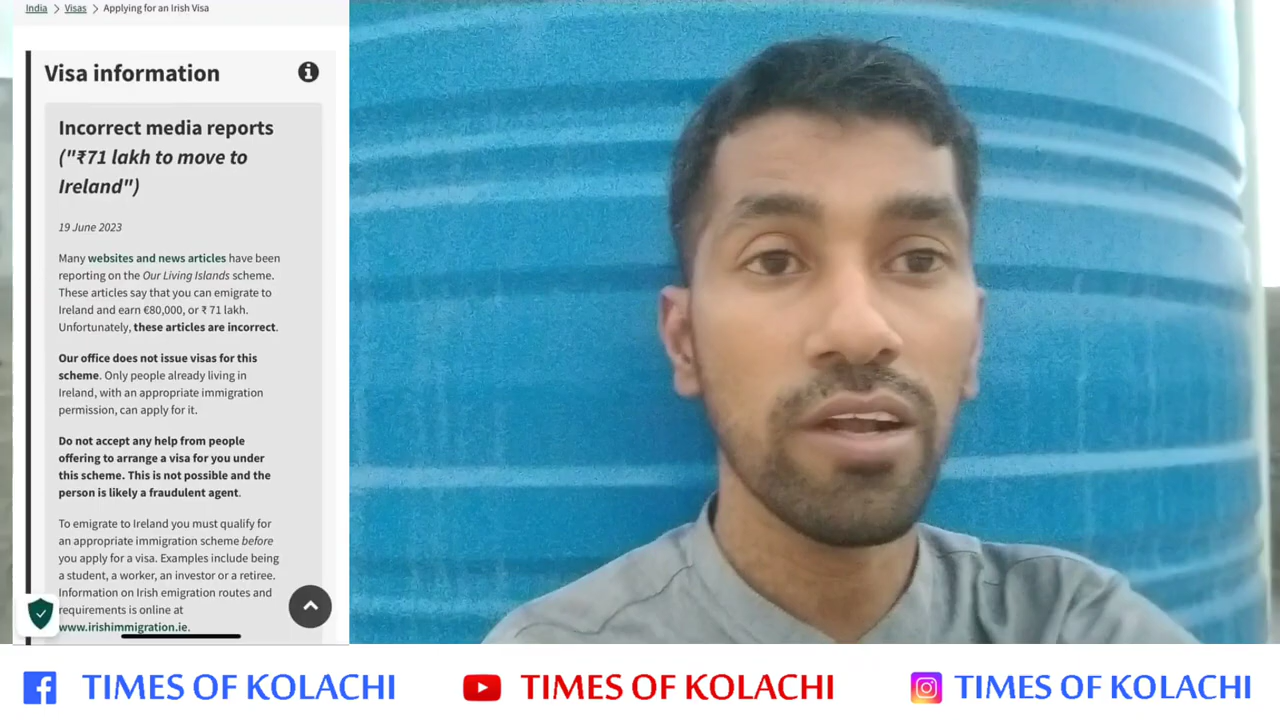 India > Visas > Applying for an Irish Visa
Visa information
Incorrect media reports
("₹71 lakh to move to
Ireland")
19 June 2023
Many websites and news articles have been
reporting on the Our Living Islands scheme.
These articles say that you can emigrate to
Ireland and earn €80,000, or ₹ 71 lakh.
Unfortunately, these articles are incorrect.
Our office does not issue visas for this
scheme. Only people already living in
Ireland, with an appropriate immigration
permission, can apply for it.
Do not accept any help from people
offering to arrange a visa for you under
this scheme. This is not possible and the
person is likely a fraudulent agent.
To emigrate to Ireland you must qualify for
an appropriate immigration scheme before
you apply for a visa. Examples include being
a student, a worker, an investor or a retiree.
Information on Irish emigration routes and
requirements is online at
www.irishimmigration.ie.
TIMES OF KOLACHI
TIMES OF KOLACHI
TIMES OF KOLACHI